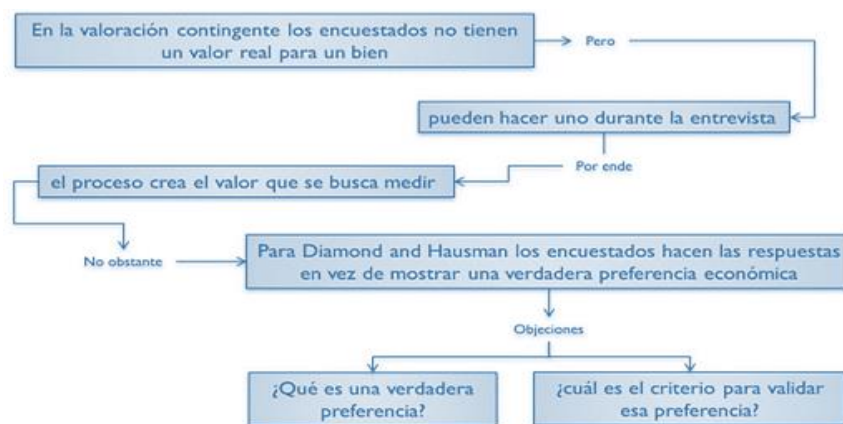 En la valoración contingente los encuestados no tienen
un valor real para un bien
Pero
pueden hacer uno durante la entrevista
Por ende
el proceso crea el valor que se busca medir
No obstante
Para Diamond and Hausman los encuestados hacen las respuestas
en vez de mostrar una verdadera preferencia económica
Objeciones
¿Qué es una verdadera
preferencia?
¿cuál es el criterio para validar
esa preferencia?